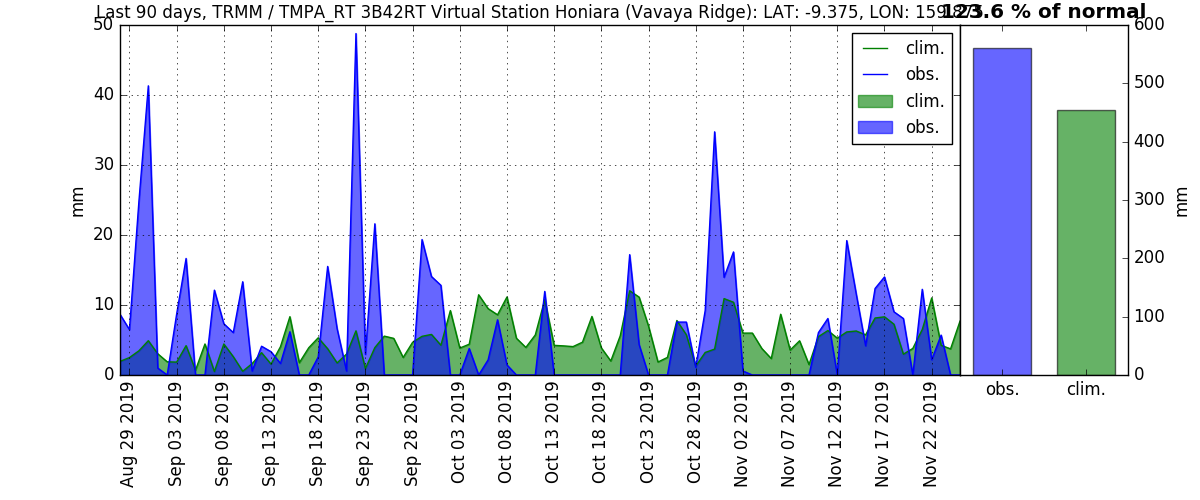 Last 90 days, TRMM / TMPA_RT 3B42RT Virtual Station Honiara (Vavaya Ridge): LAT: -9.375, LON:
123.6 % of normal
50
40
30
20
10
0
mm
clim.
obs.
clim.
obs.
600
500
400
300
200
100
0
mm
obs.
clim.
Aug 29 2019
Sep 03 2019
Sep 08 2019
Sep 13 2019
Sep 18 2019
Sep 23 2019
Sep 28 2019
Oct 03 2019
Oct 08 2019
Oct 13 2019
Oct 18 2019
Oct 23 2019
Oct 28 2019
Nov 02 2019
Nov 07 2019
Nov 12 2019
Nov 17 2019
Nov 22 2019